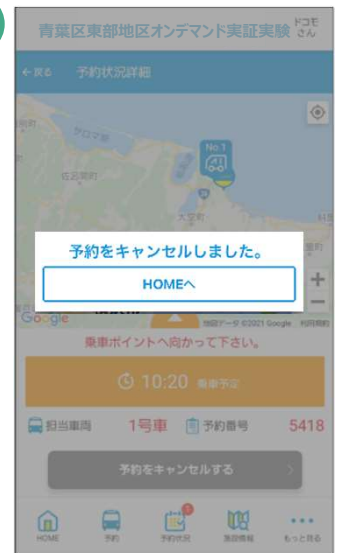 青葉区東部地区オンデマンド実証実験 ドコモさん
← 戻る 予約状況詳細
No.1
予約をキャンセルしました。
HOMEへ
Google 地図データ ©2021 Google 利用規約
乗車ポイントへ向かって下さい。
10:20 乗車予定
担当車両 1号車 予約番号 5418
予約をキャンセルする
HOME 予約 予約状況 施設情報 もっと見る